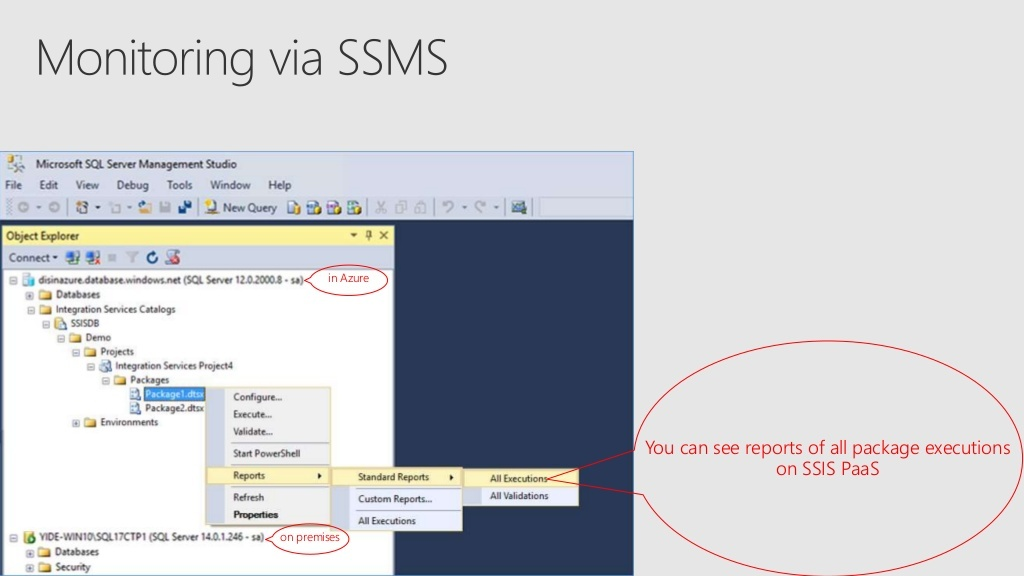 Monitoring via SSMS
Microsoft SQL Server Management Studio
File Edit View Debug Tools Window Help
New Query
Object Explorer
Connect
disinazure.database.windows.net (SQL Server 12.0.2000.8 - sa)
in Azure
Databases
Integration Services Catalogs
SSISDB
Demo
Projects
Integration Services Project4
Packages
Package1.dtsx
Package2.dtsx
Environments
Configure...
Execute...
Validate...
Start PowerShell
Reports
Refresh
Properties
Standard Reports
Custom Reports...
All Executions
All Executions
All Validations
You can see reports of all package executions
on SSIS PaaS
YIDE-WIN10\SQL17CTP1 (SQL Server 14.0.1.246 - sa)
on premises
Databases
Security